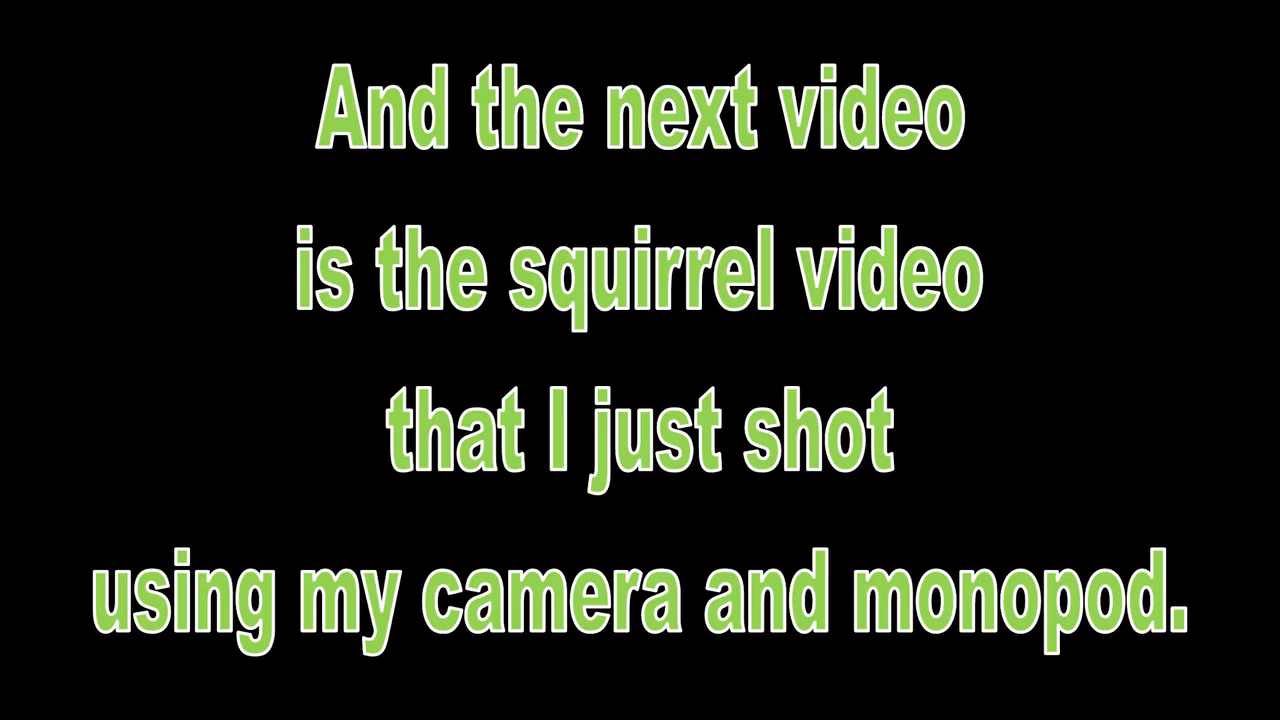 And the next video
is the squirrel video
that I just shot
using my camera and monopod.